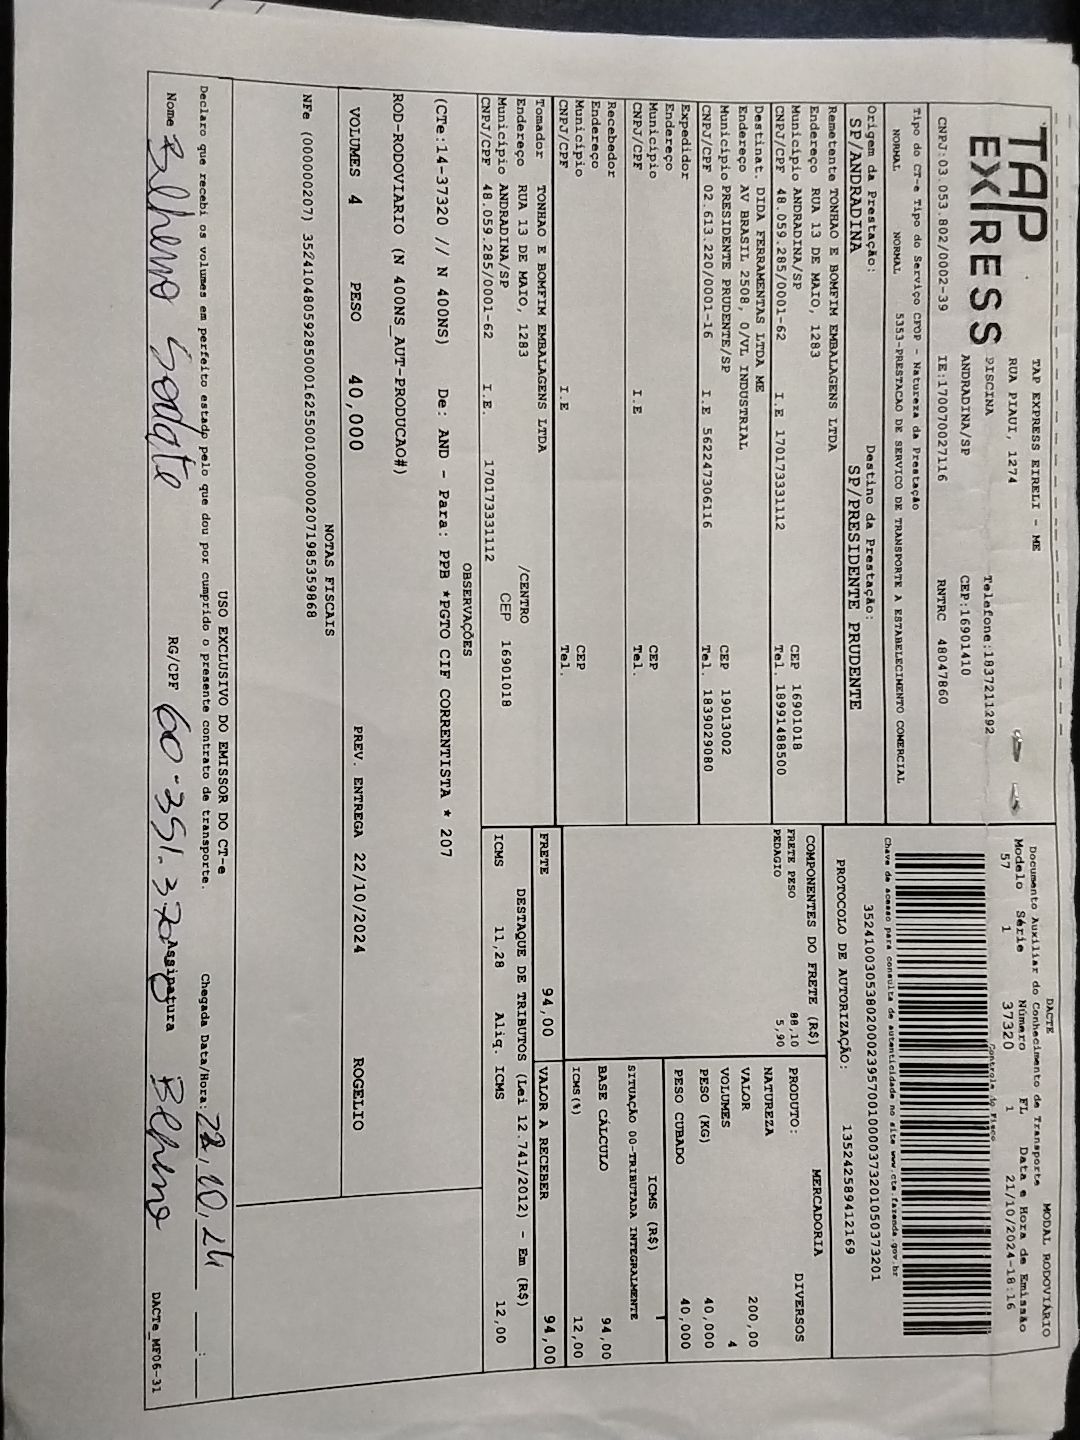 TAP EXPRESS
TAP EXPRESS EIRELI - ME
RUA PIAUI, 1274
PISCINA Telefone:1837211292
ANDRADINA/SP CEP:16901410
CNPJ:03.053.802/0002-39 IE:170070027116 RNTRC 48047860
Tipo do CT-e Tipo do Serviço CFOP - Natureza da Prestação
NORMAL NORMAL 5353-PRESTACAO DE SERVICO DE TRANSPORTE A ESTABELECIMENTO COMERCIAL
Origem da Prestação: Destino da Prestação:
SP/ANDRADINA SP/PRESIDENTE PRUDENTE
Remetente TONHAO E BOMFIM EMBALAGENS LTDA
Endereço RUA 13 DE MAIO, 1283
Município ANDRADINA/SP CEP 16901018
CNPJ/CPF 48.059.285/0001-62 I.E 170173331112 Tel. 18991488500
Destinat. DIDA FERRAMENTAS LTDA ME
Endereço AV BRASIL 2508, 0/VL INDUSTRIAL
Município PRESIDENTE PRUDENTE/SP CEP 19013002
CNPJ/CPF 02.613.220/0001-16 I.E 562247306116 Tel. 1839029080
Expedidor
Endereço
Município CEP
CNPJ/CPF I.E Tel.
Recebedor
Endereço
Município CEP
CNPJ/CPF I.E Tel.
Tomador TONHAO E BOMFIM EMBALAGENS LTDA
Endereço RUA 13 DE MAIO, 1283 /CENTRO
Município ANDRADINA/SP CEP 16901018
CNPJ/CPF 48.059.285/0001-62 I.E. 170173331112
DACTE MODAL RODOVIÁRIO
Documento Auxiliar do Conhecimento de Transporte
Modelo Série Número FL Data e Hora de Emissão
57 1 37320 1 21/10/2024-18:16
Controle do Fisco
Chave de acesso para consulta de autenticidade no site www.cte.fazenda.gov.br
35241003053802000239570010000373201050373201
PROTOCOLO DE AUTORIZAÇÃO: 135242589412169
COMPONENTES DO FRETE (R$)
FRETE PESO 88,10
PEDAGIO 5,90
MERCADORIA
PRODUTO: DIVERSOS
NATUREZA
VALOR 200,00
VOLUMES 4
PESO (KG) 40,000
PESO CUBADO 40,000
ICMS (R$)
SITUAÇÃO 00-TRIBUTADA INTEGRALMENTE
BASE CÁLCULO 94,00
ICMS(%) 12,00
FRETE 94,00 VALOR A RECEBER 94,00
DESTAQUE DE TRIBUTOS (Lei 12.741/2012) - Em (R$)
ICMS 11,28 Aliq. ICMS 12,00
OBSERVAÇÕES
(CTe:14-37320 // N 400NS) De: AND - Para: PPB *PGTO CIF CORRENTISTA * 207
ROD-RODOVIARIO (N 400NS_AUT-PRODUCAO#)
VOLUMES 4 PESO 40,000 PREV. ENTREGA 22/10/2024 ROGELIO
NOTAS FISCAIS
NFe (00000207)
USO EXCLUSIVO DO EMISSOR DO CT-e
Declaro que recebi os volumes em perfeito estado pelo que dou por cumprido o presente contrato de transporte. Chegada Data/Hora: 22,10,24 __:__
Nome RG/CPF Assinatura DACTe_MF06-31